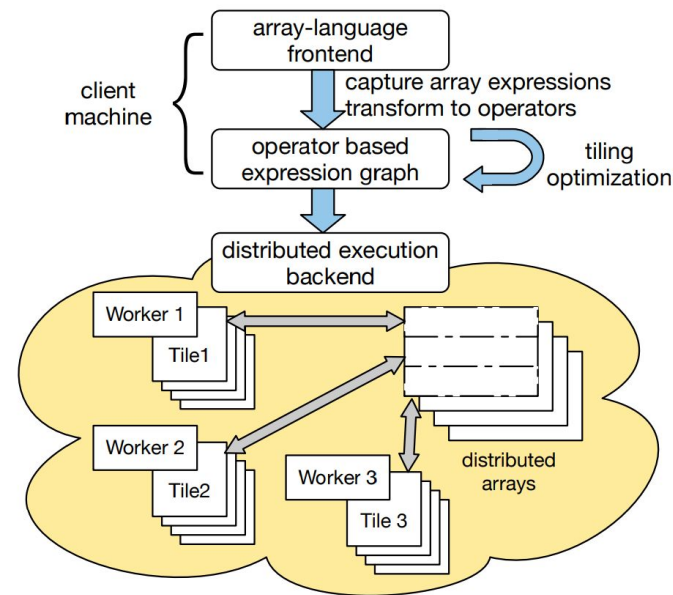 array-language
frontend
client
machine
capture array expressions
transform to operators
operator based
expression graph
tiling
optimization
distributed execution
backend
Worker 1
Tile1
Worker 2
Tile2
Worker 3
Tile 3
distributed
arrays